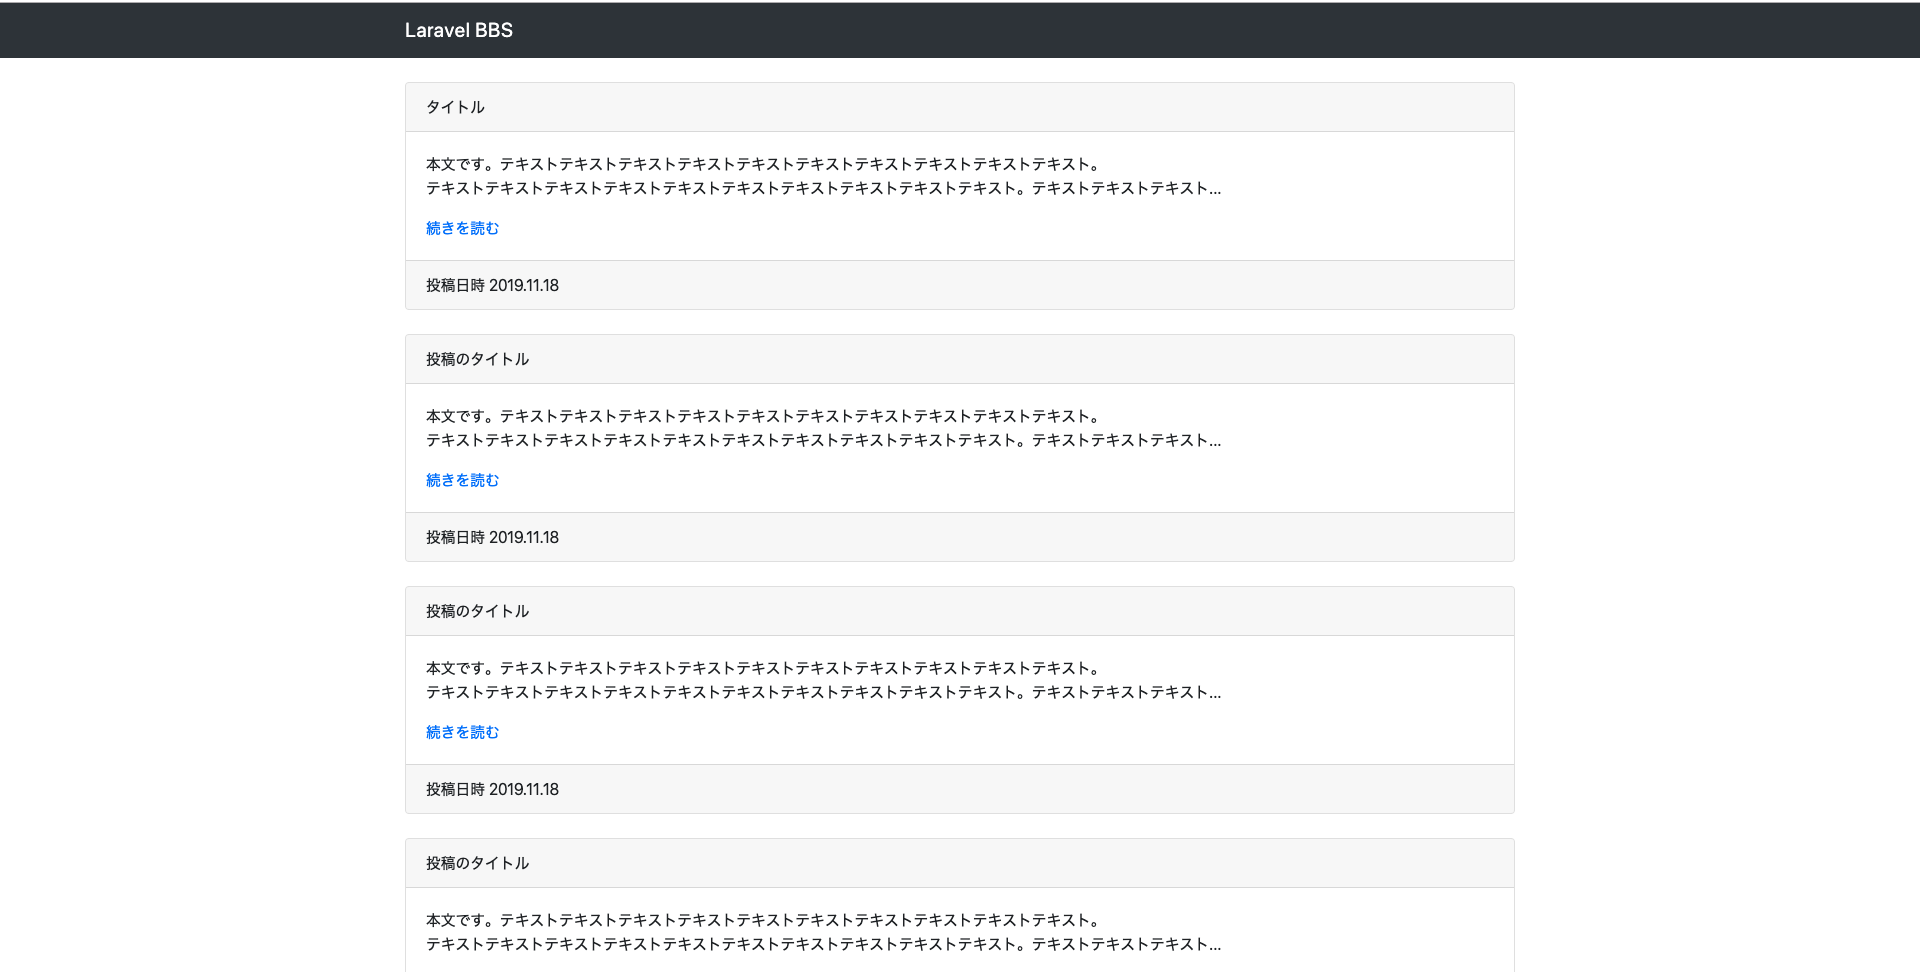 Laravel BBS
タイトル
本文です。テキストテキストテキストテキストテキストテキストテキストテキストテキストテキスト。
テキストテキストテキストテキストテキストテキストテキストテキストテキストテキスト。テキストテキストテキスト...
続きを読む
投稿日時 2019.11.18
投稿のタイトル
本文です。テキストテキストテキストテキストテキストテキストテキストテキストテキストテキスト。
テキストテキストテキストテキストテキストテキストテキストテキストテキストテキスト。テキストテキストテキスト...
続きを読む
投稿日時 2019.11.18
投稿のタイトル
本文です。テキストテキストテキストテキストテキストテキストテキストテキストテキストテキスト。
テキストテキストテキストテキストテキストテキストテキストテキストテキストテキスト。テキストテキストテキスト...
続きを読む
投稿日時 2019.11.18
投稿のタイトル
本文です。テキストテキストテキストテキストテキストテキストテキストテキストテキストテキスト。
テキストテキストテキストテキストテキストテキストテキストテキストテキストテキスト。テキストテキストテキスト...